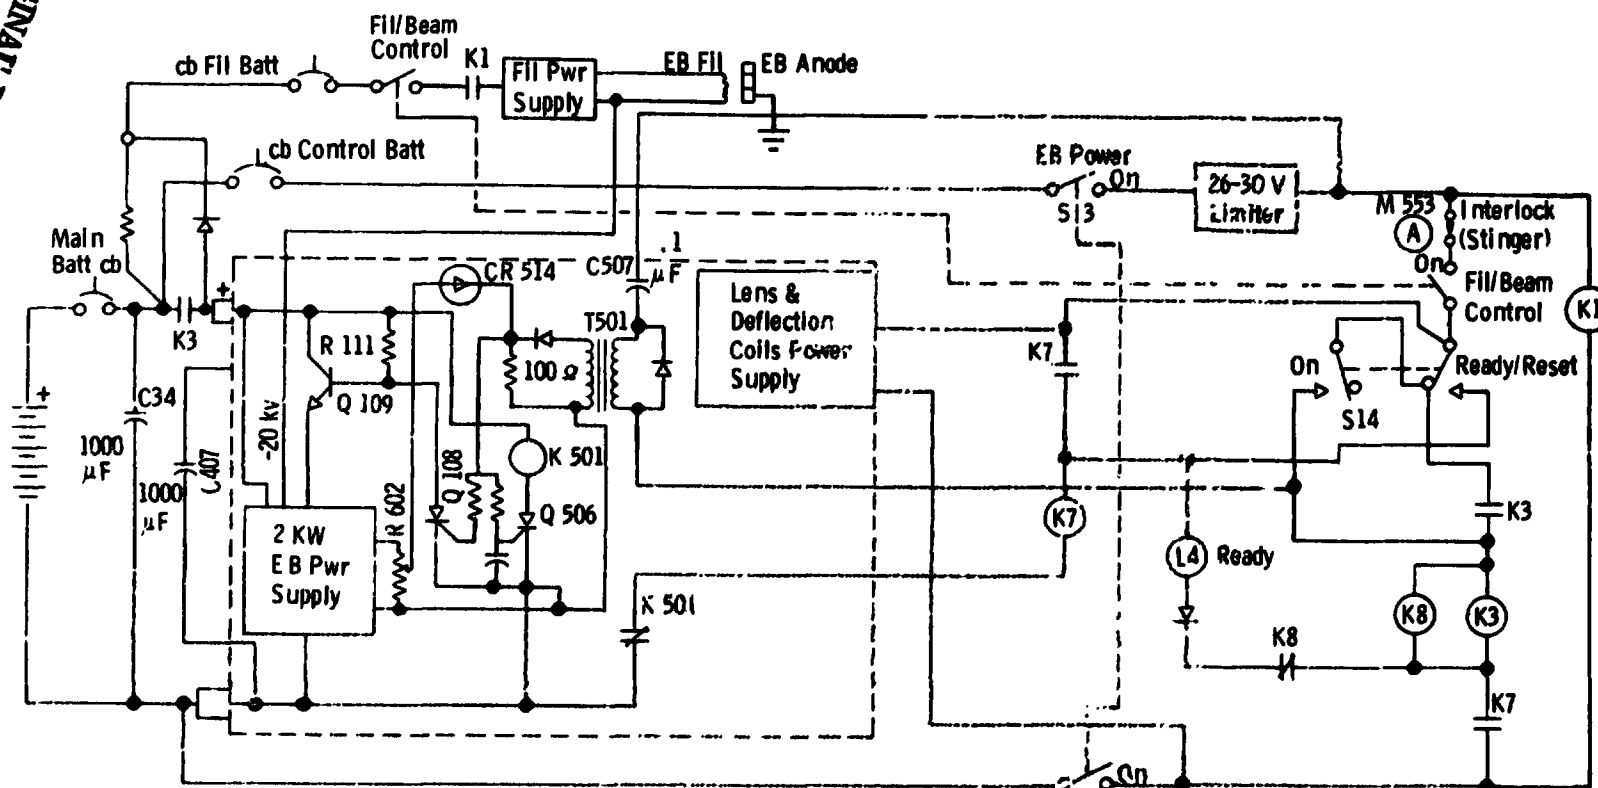 Fil/Beam
Control
cb Fil Batt
K1
Fil Pwr
Supply
EB Fil
EB Anode
cb Control Batt
EB Power
On
S13
26-30 V
Limiter
M 553
A
Interlock
(Stinger)
On
Fil/Beam
Control
K1
Main
Batt cb
+
K3
CR 514
C507
.1
μF
Lens &
Deflection
Coils Power
Supply
K7
T501
R 111
100 Ω
On
Ready/Reset
S14
Q 109
+
C34
1000
μF
-20 kv
C407
1000
μF
K 501
Q 108
R 602
Q 506
K7
K3
2 KW
EB Pwr
Supply
L4
Ready
K 501
K8
K3
K8
K7
On